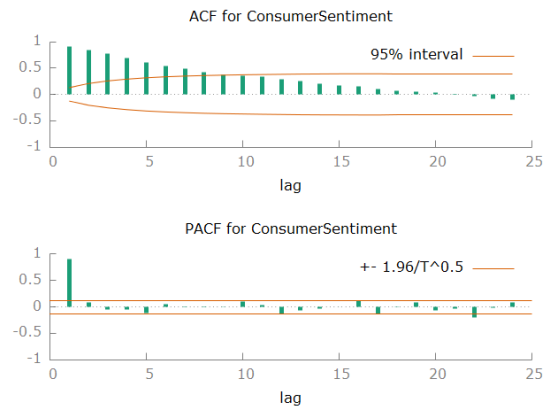 ACF for ConsumerSentiment
1
0.5
0
-0.5
-1
95% interval
0 5 10 15 20 25
lag
PACF for ConsumerSentiment
1
0.5
0
-0.5
-1
+- 1.96/T^0.5
0 5 10 15 20 25
lag